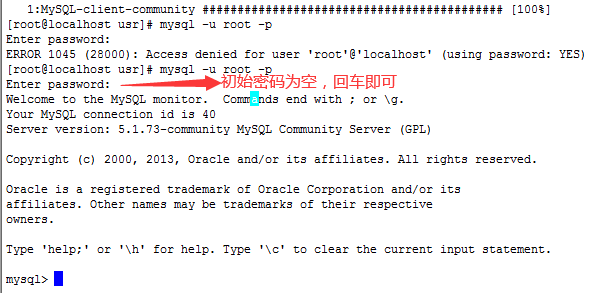 1:MySQL-client-community ########################################### [100%]
[root@localhost usr]# mysql -u root -p
Enter password:
ERROR 1045 (28000): Access denied for user 'root'@'localhost' (using password: YES)
[root@localhost usr]# mysql -u root -p
Enter password: 初始密码为空，回车即可
Welcome to the MySQL monitor.  Commands end with ; or \g.
Your MySQL connection id is 40
Server version: 5.1.73-community MySQL Community Server (GPL)
Copyright (c) 2000, 2013, Oracle and/or its affiliates. All rights reserved.
Oracle is a registered trademark of Oracle Corporation and/or its
affiliates. Other names may be trademarks of their respective
owners.
Type 'help;' or '\h' for help. Type '\c' to clear the current input statement.
mysql>